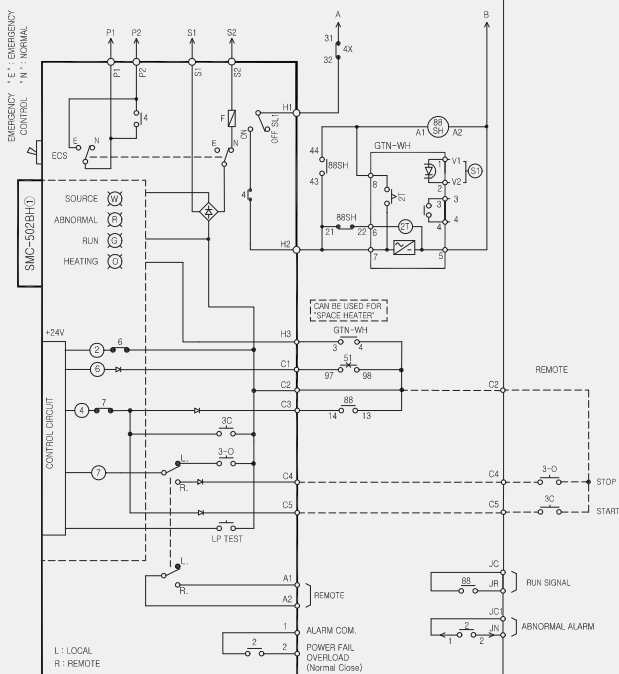 EMERGENCY
CONTROL
"E": EMERGENCY
"N": NORMAL
P1
P2
S1
S2
A
B
P1
P2
S1
S2
31
4X
32
4
H1
F
ON
OFF
SL1
E
N
ECS
E
N
88
SH
A1
A2
GTN-WH
44
88SH
43
8
2T
1
V1
V2
2
S1
3
3
4
4
88SH
21
22
6
2T
7
5
4
H2
SMC-502BH①
SOURCE
W
ABNORMAL
R
RUN
G
HEATING
O
CAN BE USED FOR
"SPACE HEATER"
GTN-WH
H3
3
4
+24V
CONTROL CIRCUIT
2
6
6
C1
51
97
98
REMOTE
C2
C2
4
7
C3
88
14
13
3C
3-O
7
L.
R.
C4
C4
3-O
STOP
C5
C5
3C
START
LP TEST
L.
R.
A1
REMOTE
A2
JC
88
JR
RUN SIGNAL
JC1
2
JN
1
2
ABNORMAL ALARM
1
ALARM COM.
2
2
POWER FAIL
OVERLOAD
(Normal Close)
L : LOCAL
R : REMOTE